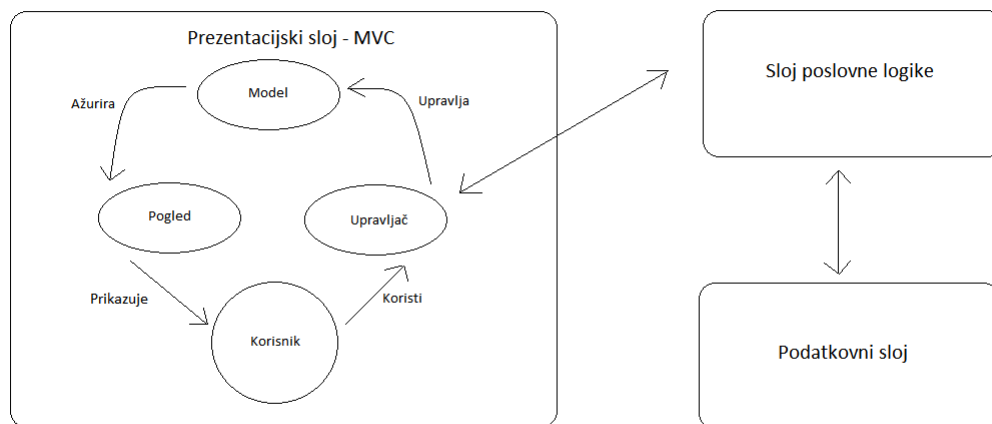 Prezentacijski sloj - MVC
Model
Ažurira
Upravlja
Pogled
Upravljač
Prikazuje
Koristi
Korisnik
Sloj poslovne logike
Podatkovni sloj